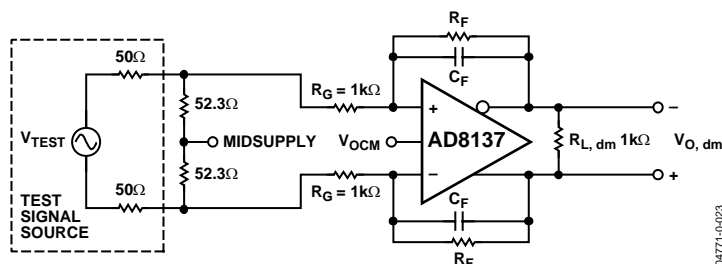 R_F
50Ω
C_F
R_G = 1kΩ
52.3Ω
+
V_TEST
MIDSUPPLY
V_OCM
AD8137
R_L, dm 1kΩ
−
V_O, dm
52.3Ω
−
+
50Ω
R_G = 1kΩ
TEST
SIGNAL
SOURCE
C_F
R_F
04771-0-023